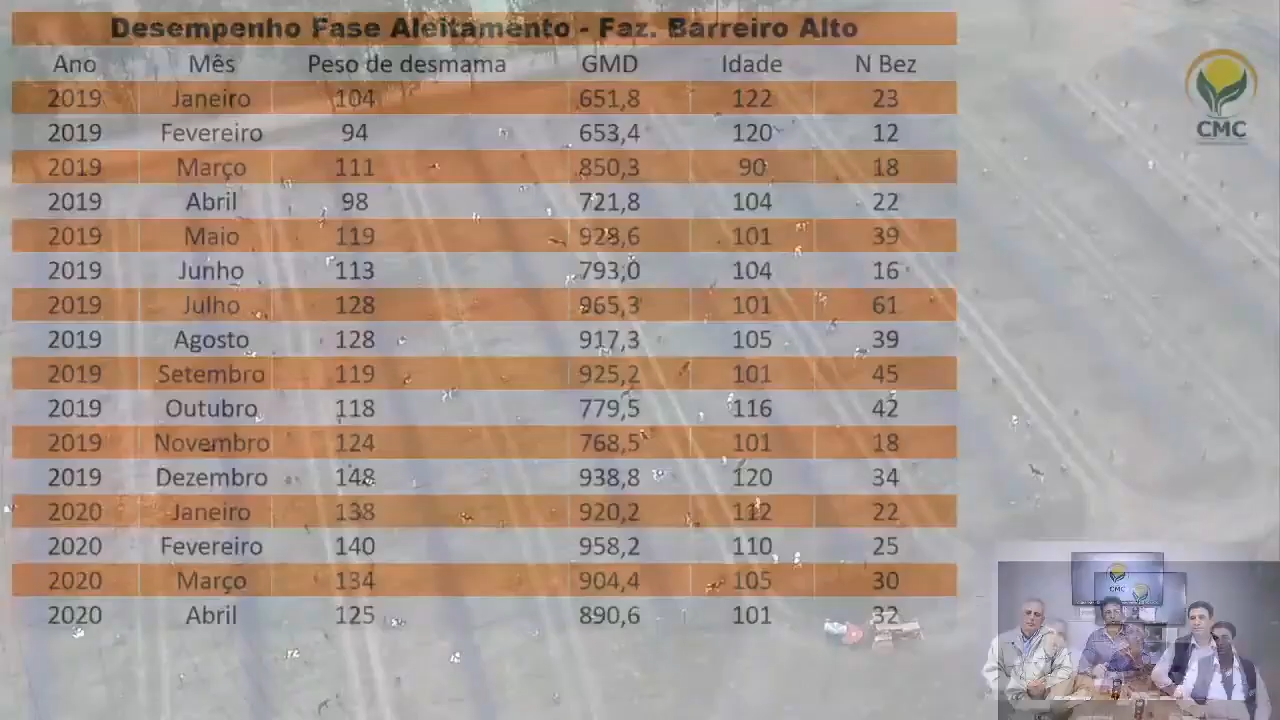 Desempenho Fase Aleitamento - Faz. Barreiro Alto
Ano Mês Peso de desmama GMD Idade N Bez
2019 Janeiro 104 651,8 122 23
2019 Fevereiro 94 653,4 120 12
2019 Março 111 850,3 90 18
2019 Abril 98 721,8 104 22
2019 Maio 119 928,6 101 39
2019 Junho 113 793,0 104 16
2019 Julho 128 965,3 101 61
2019 Agosto 128 917,3 105 39
2019 Setembro 119 925,2 101 45
2019 Outubro 118 779,5 116 42
2019 Novembro 124 768,5 101 18
2019 Dezembro 148 938,8 120 34
2020 Janeiro 138 920,2 112 22
2020 Fevereiro 140 958,2 110 25
2020 Março 134 904,4 105 30
2020 Abril 125 890,6 101 32
CMC
CMC